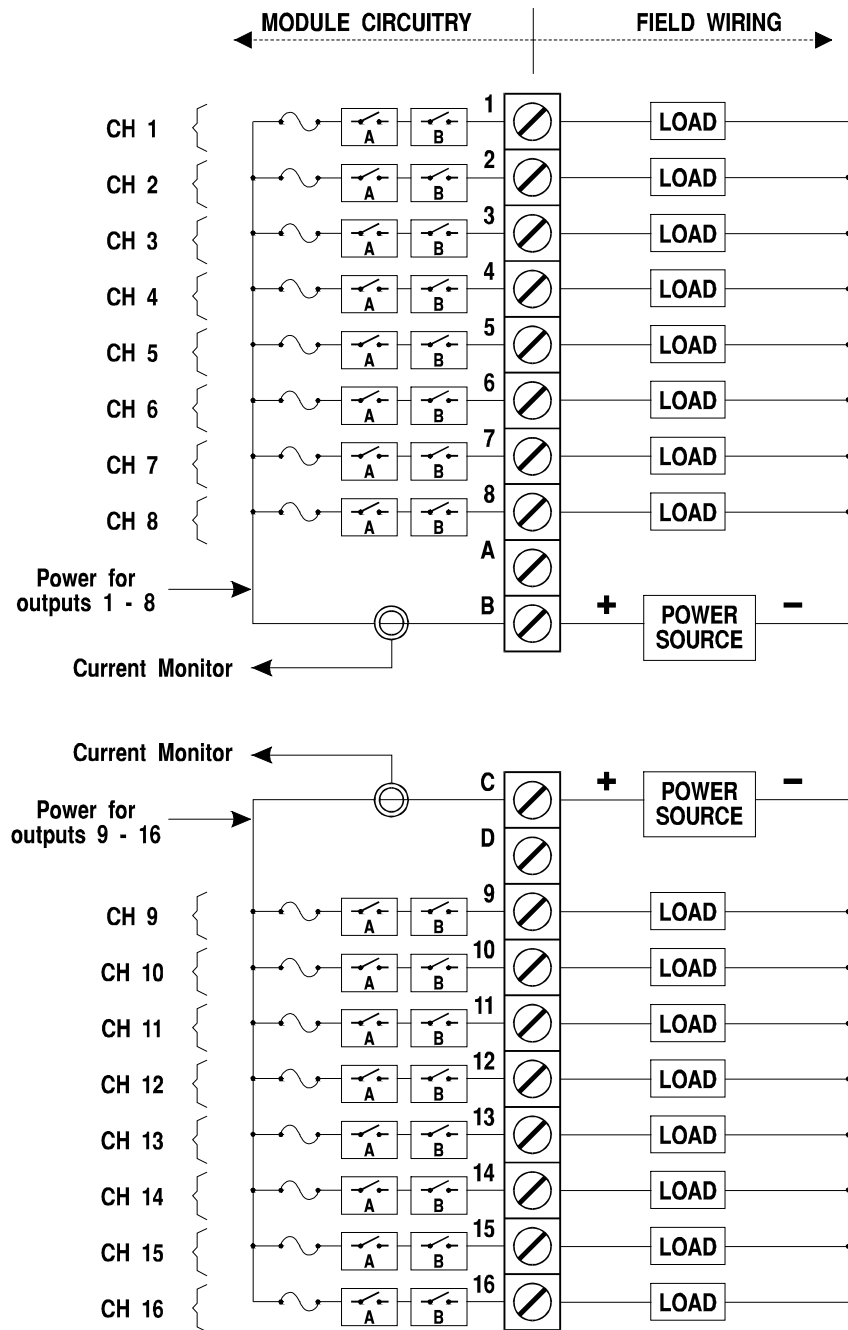 MODULE CIRCUITRY FIELD WIRING
CH 1 A B 1 LOAD
CH 2 A B 2 LOAD
CH 3 A B 3 LOAD
CH 4 A B 4 LOAD
CH 5 A B 5 LOAD
CH 6 A B 6 LOAD
CH 7 A B 7 LOAD
CH 8 A B 8 LOAD
A
Power for
outputs 1 - 8
B + POWER –
SOURCE
Current Monitor
Current Monitor
C + POWER –
SOURCE
Power for
outputs 9 - 16
D
CH 9 A B 9 LOAD
CH 10 A B 10 LOAD
CH 11 A B 11 LOAD
CH 12 A B 12 LOAD
CH 13 A B 13 LOAD
CH 14 A B 14 LOAD
CH 15 A B 15 LOAD
CH 16 A B 16 LOAD